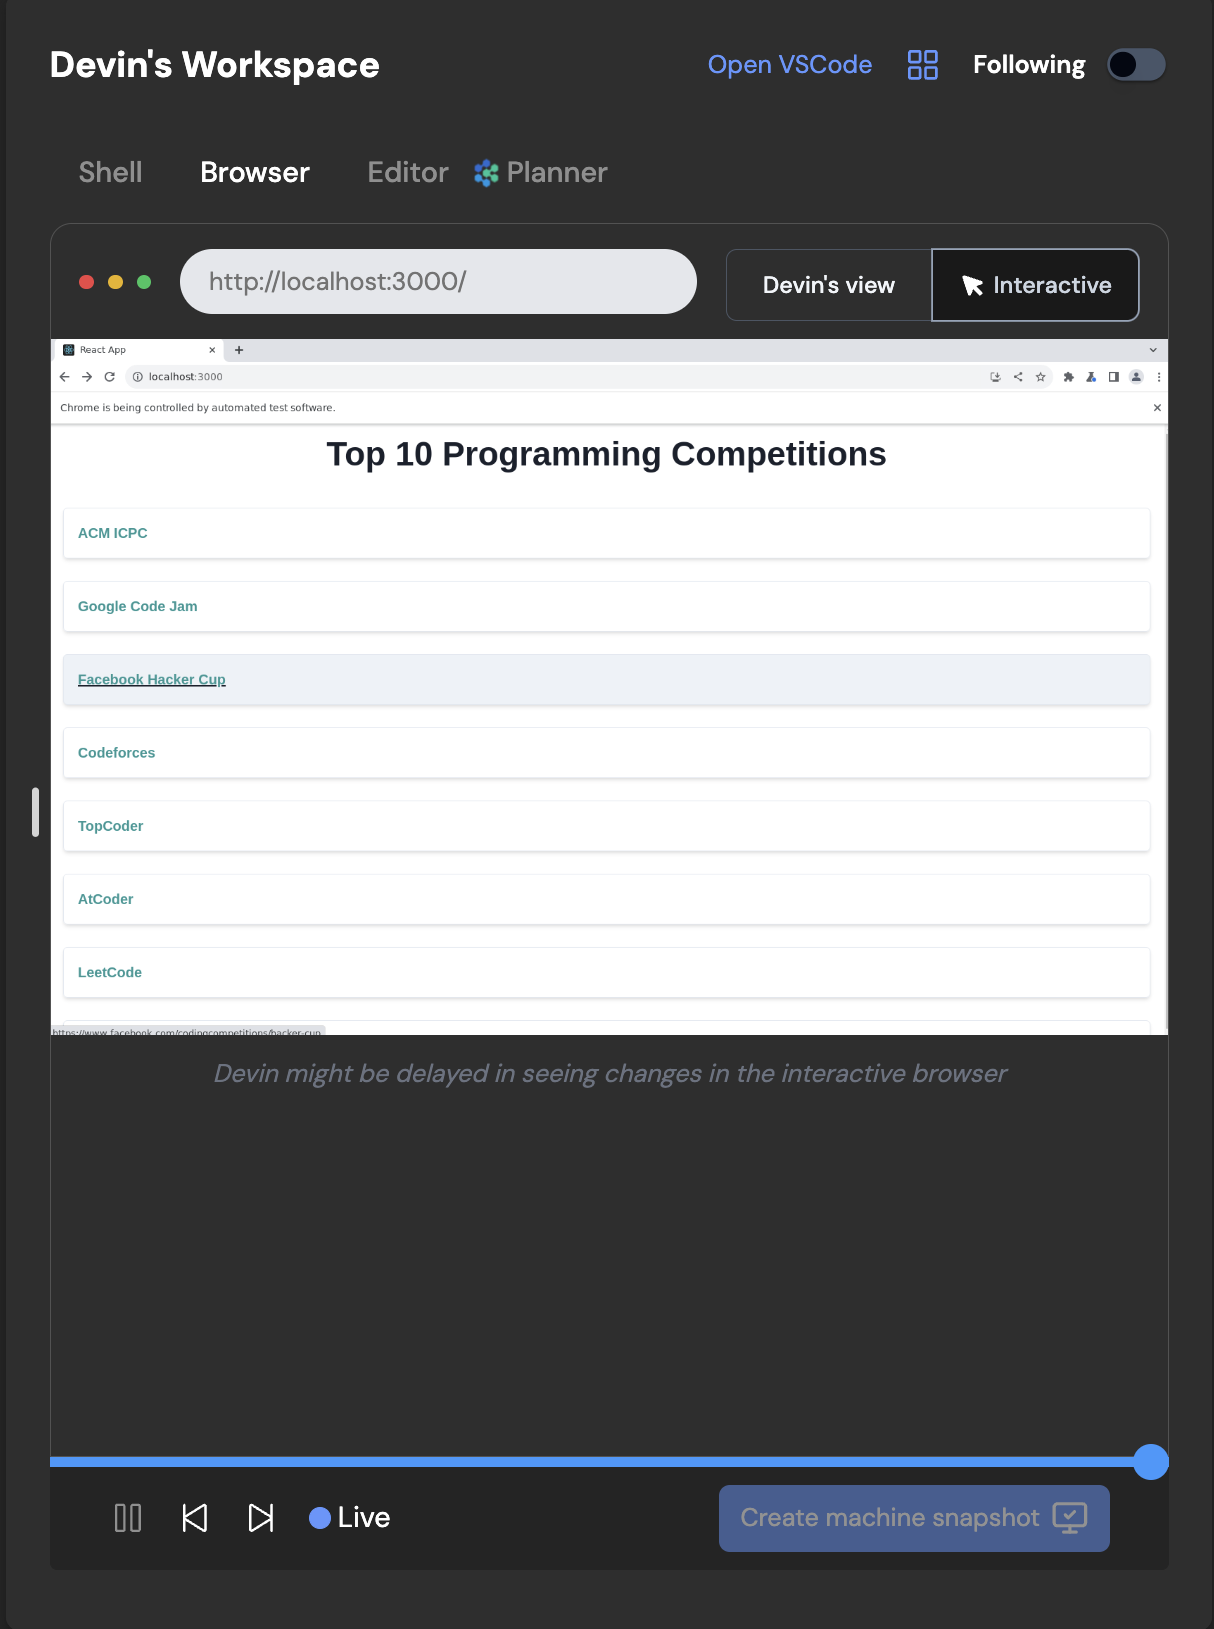 Devin's Workspace
Open VSCode
Following
Shell
Browser
Editor
Planner
http://localhost:3000/
Devin's view
Interactive
React App
localhost:3000
Chrome is being controlled by automated test software.
Top 10 Programming Competitions
ACM ICPC
Google Code Jam
Facebook Hacker Cup
Codeforces
TopCoder
AtCoder
LeetCode
https://www.facebook.com/codingcompetitions/hacker-cup
Devin might be delayed in seeing changes in the interactive browser
Live
Create machine snapshot